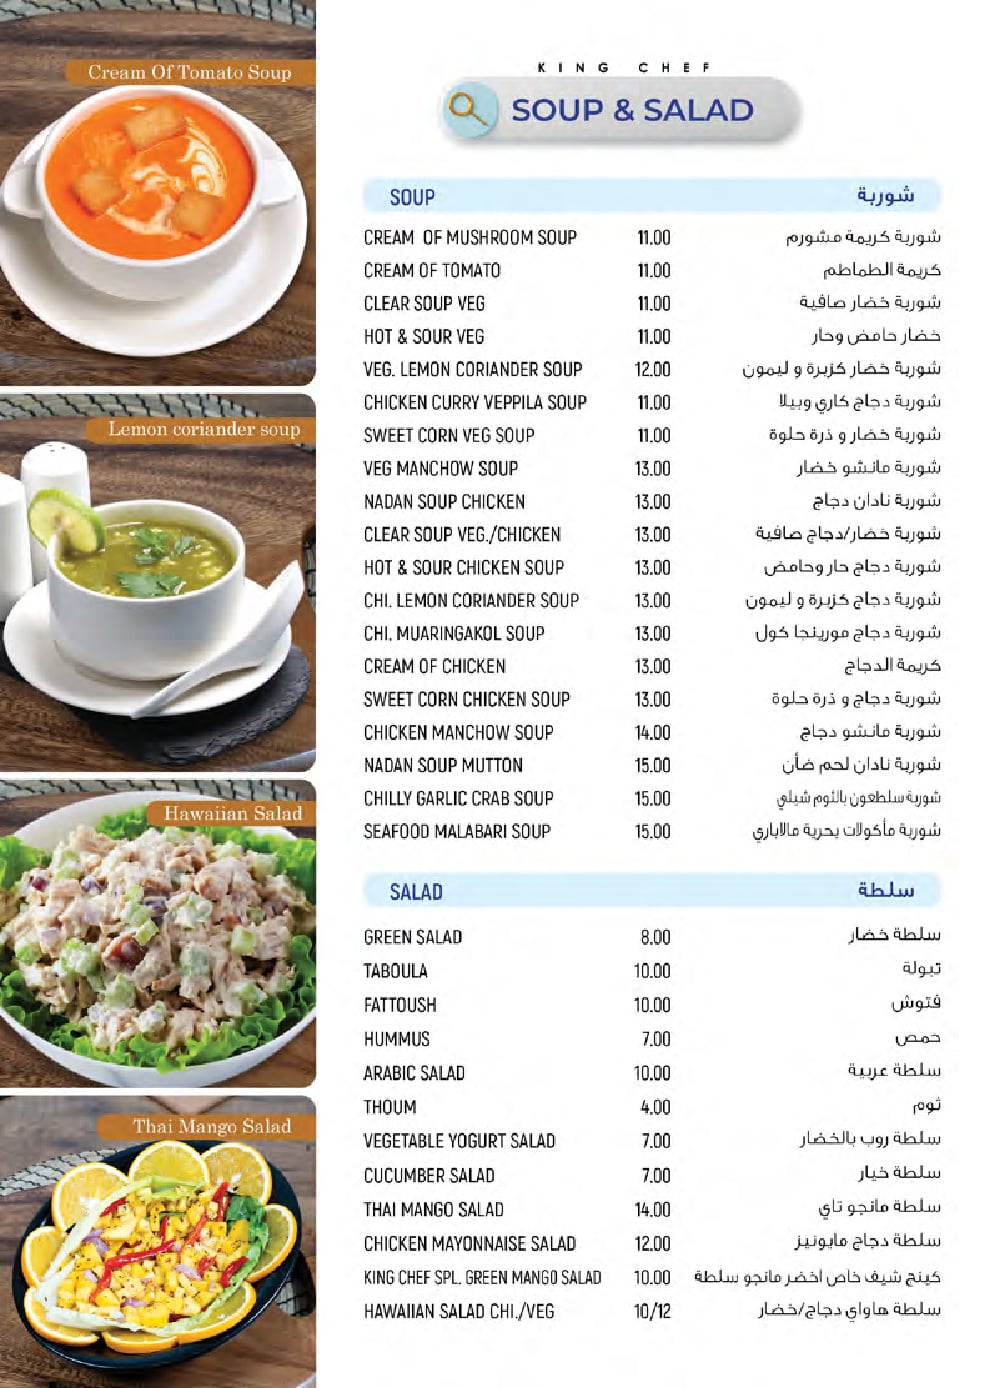 Cream Of Tomato Soup
Lemon coriander soup
Hawaiian Salad
Thai Mango Salad
KING CHEF
SOUP & SALAD
SOUP شوربة
CREAM OF MUSHROOM SOUP 11.00 شوربة كريمة مشورم
CREAM OF TOMATO 11.00 كريمة الطماطم
CLEAR SOUP VEG 11.00 شوربة خضار صافية
HOT & SOUR VEG 11.00 خضار حامض وحار
VEG. LEMON CORIANDER SOUP 12.00 شوربة خضار كزبرة و ليمون
CHICKEN CURRY VEPPILA SOUP 11.00 شوربة دجاج كاري وبيلا
SWEET CORN VEG SOUP 11.00 شوربة خضار و ذرة حلوة
VEG MANCHOW SOUP 13.00 شوربة مانشو خضار
NADAN SOUP CHICKEN 13.00 شوربة نادان دجاج
CLEAR SOUP VEG./CHICKEN 13.00 شوربة خضار/دجاج صافية
HOT & SOUR CHICKEN SOUP 13.00 شوربة دجاج حار وحامض
CHI. LEMON CORIANDER SOUP 13.00 شوربة دجاج كزبرة و ليمون
CHI. MUARINGAKOL SOUP 13.00 شوربة دجاج مورينجا كول
CREAM OF CHICKEN 13.00 كريمة الدجاج
SWEET CORN CHICKEN SOUP 13.00 شوربة دجاج و ذرة حلوة
CHICKEN MANCHOW SOUP 14.00 شوربة مانشو دجاج
NADAN SOUP MUTTON 15.00 شوربة نادان لحم ضأن
CHILLY GARLIC CRAB SOUP 15.00 شوربة سلطعون بالثوم شيلي
SEAFOOD MALABARI SOUP 15.00 شوربة مأكولات بحرية مالاباري
SALAD سلطة
GREEN SALAD 8.00 سلطة خضار
TABOULA 10.00 تبولة
FATTOUSH 10.00 فتوش
HUMMUS 7.00 حمص
ARABIC SALAD 10.00 سلطة عربية
THOUM 4.00 ثوم
VEGETABLE YOGURT SALAD 7.00 سلطة روب بالخضار
CUCUMBER SALAD 7.00 سلطة خيار
THAI MANGO SALAD 14.00 سلطة مانجو تاي
CHICKEN MAYONNAISE SALAD 12.00 سلطة دجاج مايونيز
KING CHEF SPL. GREEN MANGO SALAD 10.00 كينج شيف خاص اخضر مانجو سلطة
HAWAIIAN SALAD CHI./VEG 10/12 سلطة هاواي دجاج/خضار